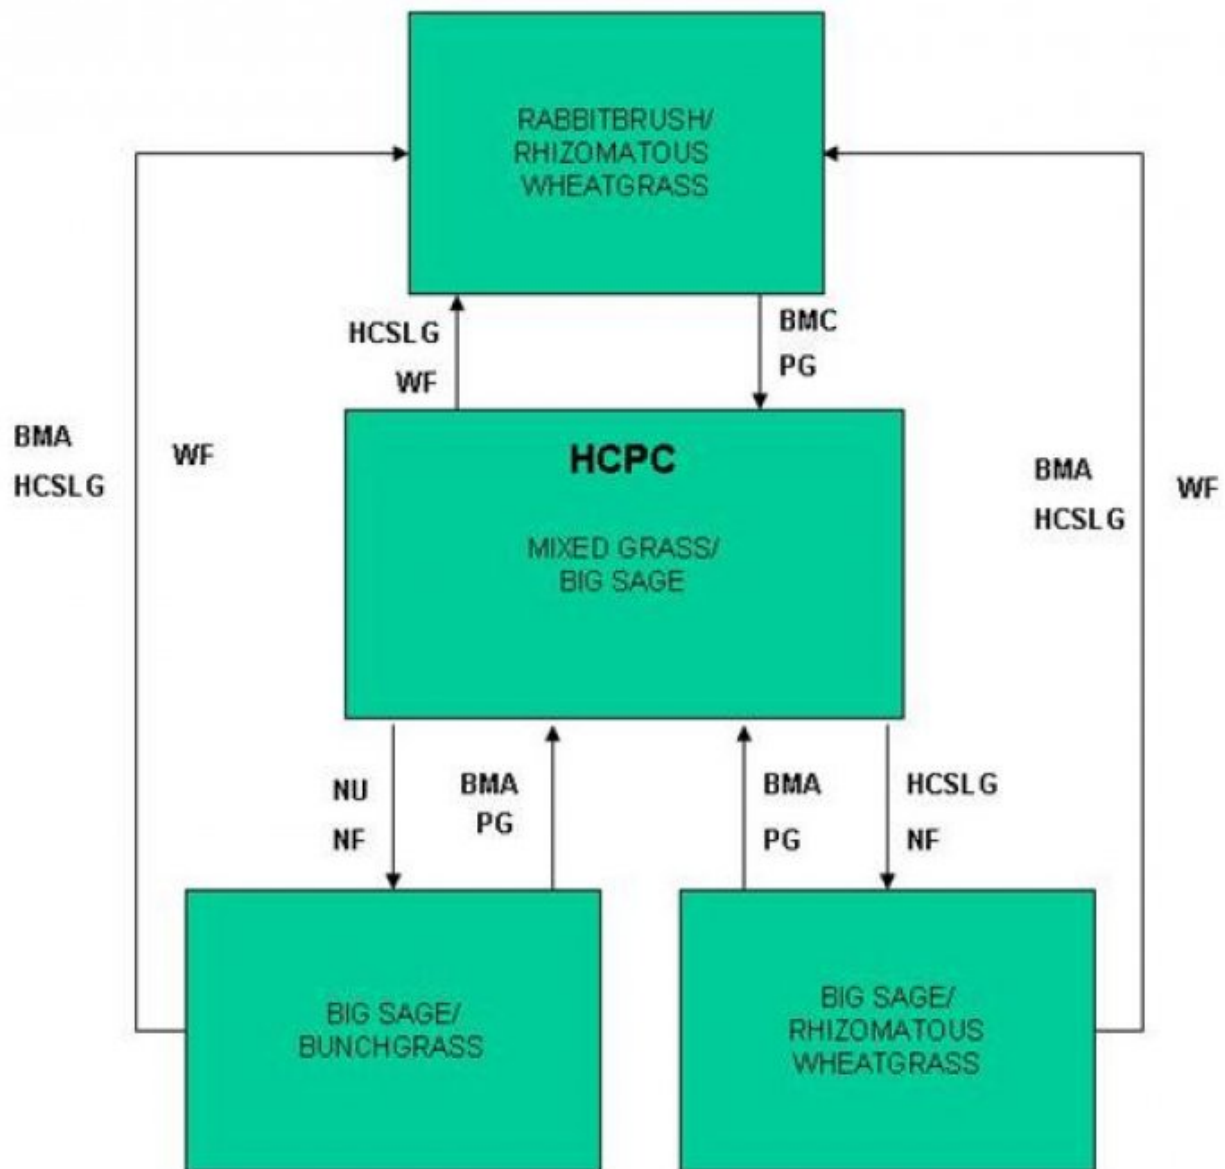 RABBITBRUSH/
RHIZOMATOUS
WHEATGRASS
HCSLG
WF
BMC
PG
BMA
HCSLG
WF
HCPC
MIXED GRASS/
BIG SAGE
BMA
HCSLG
WF
NU
NF
BMA
PG
BMA
PG
HCSLG
NF
BIG SAGE/
BUNCHGRASS
BIG SAGE/
RHIZOMATOUS
WHEATGRASS